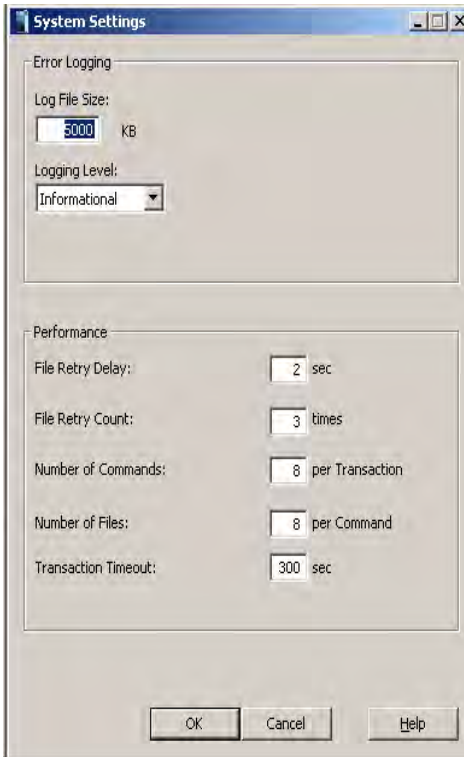 System Settings
Error Logging
Log File Size:
5000 KB
Logging Level:
Informational
Performance
File Retry Delay: 2 sec
File Retry Count: 3 times
Number of Commands: 8 per Transaction
Number of Files: 8 per Command
Transaction Timeout: 300 sec
OK Cancel Help